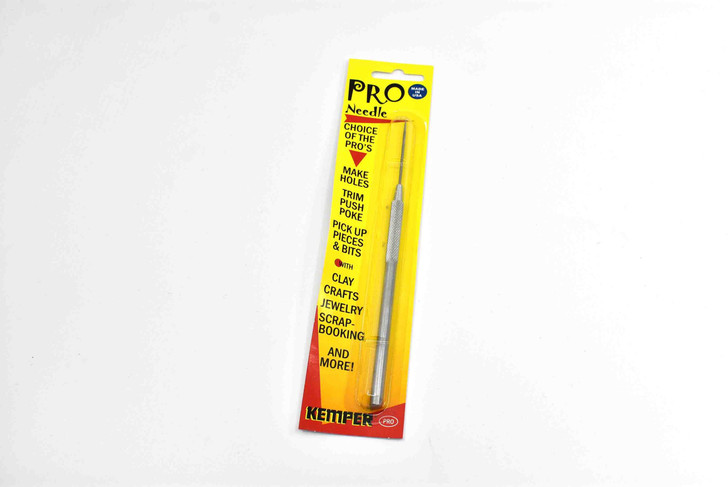 PRO
MADE
IN
USA
Needle
CHOICE
OF THE
PRO'S
MAKE
HOLES
TRIM
PUSH
POKE
PICK UP
PIECES
& BITS
WITH
CLAY
CRAFTS
JEWELRY
SCRAP-
BOOKING
AND
MORE!
KEMPER
PRO